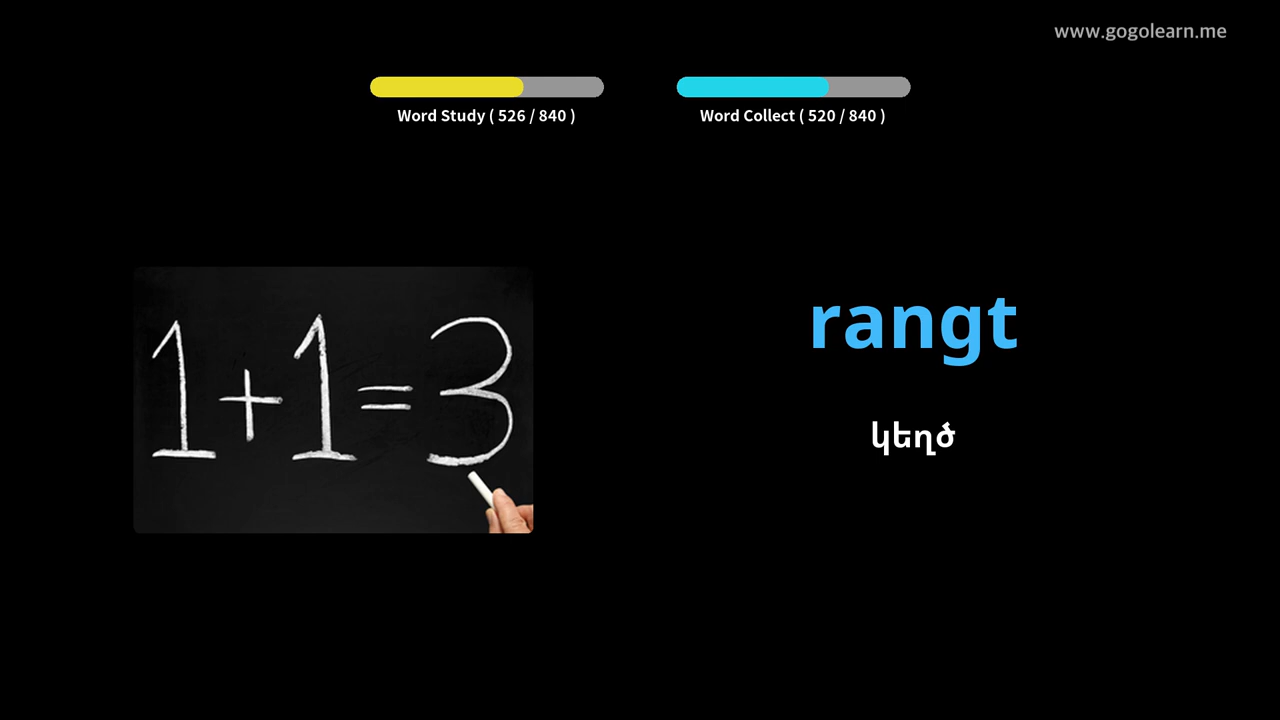 www.gogolearn.me
Word Study ( 526 / 840 )
Word Collect ( 520 / 840 )
1+1=3
rangt
կեղծ